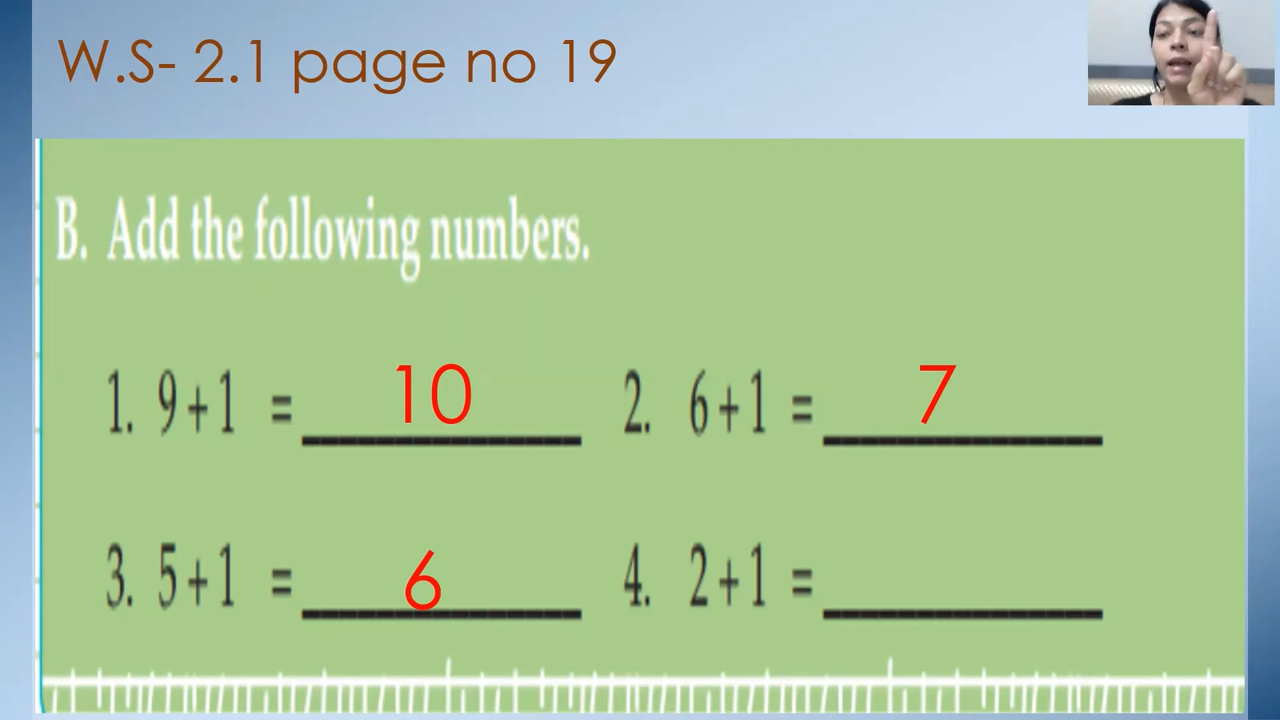 W.S- 2.1 page no 19
B. Add the following numbers.
1. 9+1 = 10 2. 6+1 = 7
3. 5+1 = 6 4. 2+1 =